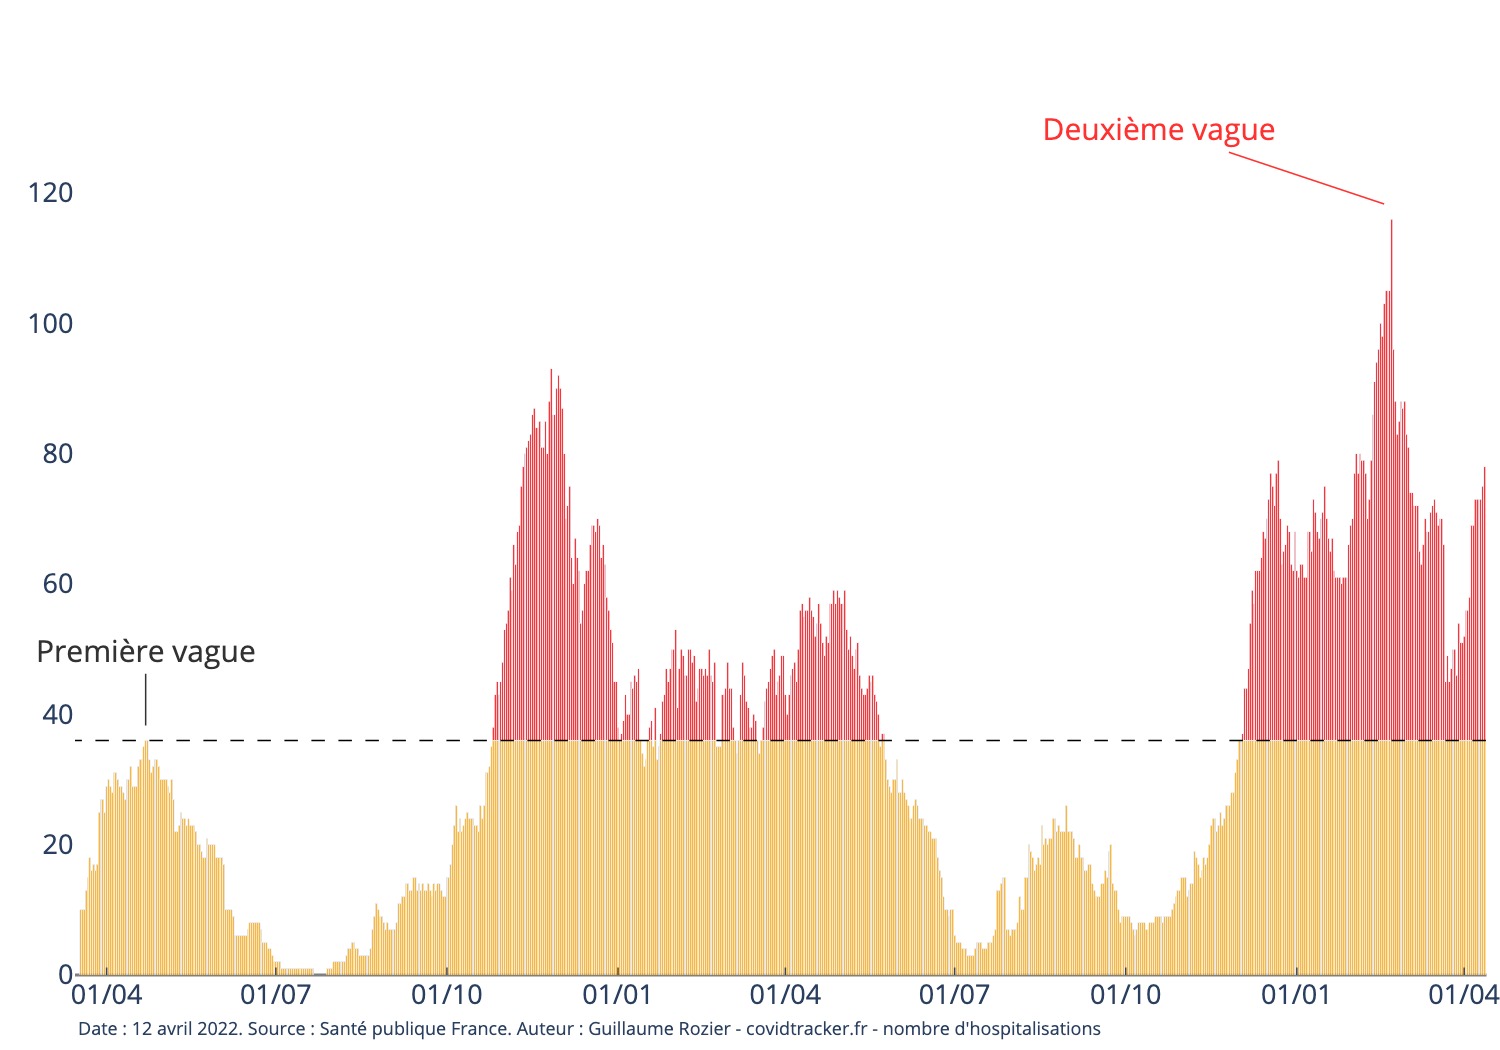 Deuxième vague
120
100
80
60
Première vague
40
20
0
01/04 01/07 01/10 01/01 01/04 01/07 01/10 01/01 01/04
Date : 12 avril 2022. Source : Santé publique France. Auteur : Guillaume Rozier - covidtracker.fr - nombre d'hospitalisations